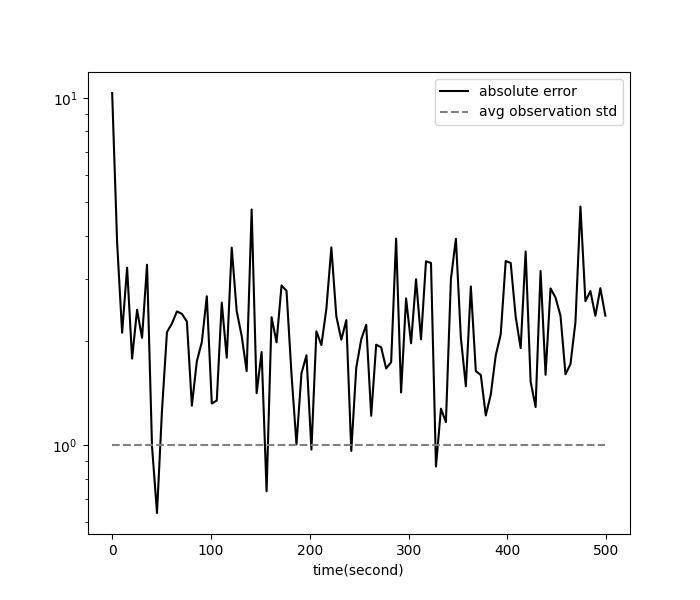 absolute error
avg observation std
10¹
10⁰
0 100 200 300 400 500
time(second)